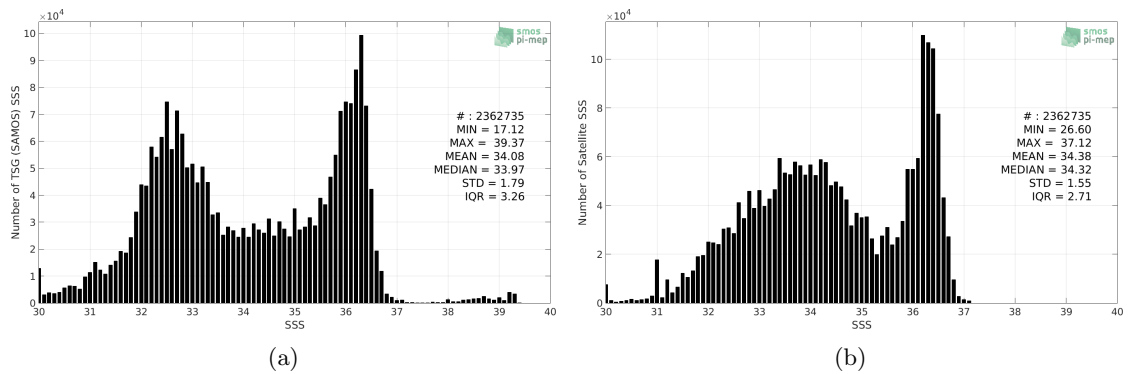 ×10⁴
10
9
8
7
6
5
4
3
2
1
0
Number of TSG (SAMOS) SSS
30 31 32 33 34 35 36 37 38 39 40
SSS
smos
pi-mep
# : 2362735
MIN = 17.12
MAX = 39.37
MEAN = 34.08
MEDIAN = 33.97
STD = 1.79
IQR = 3.26
(a)
×10⁴
10
8
6
4
2
0
Number of Satellite SSS
30 31 32 33 34 35 36 37 38 39 40
SSS
smos
pi-mep
# : 2362735
MIN = 26.60
MAX = 37.12
MEAN = 34.38
MEDIAN = 34.32
STD = 1.55
IQR = 2.71
(b)